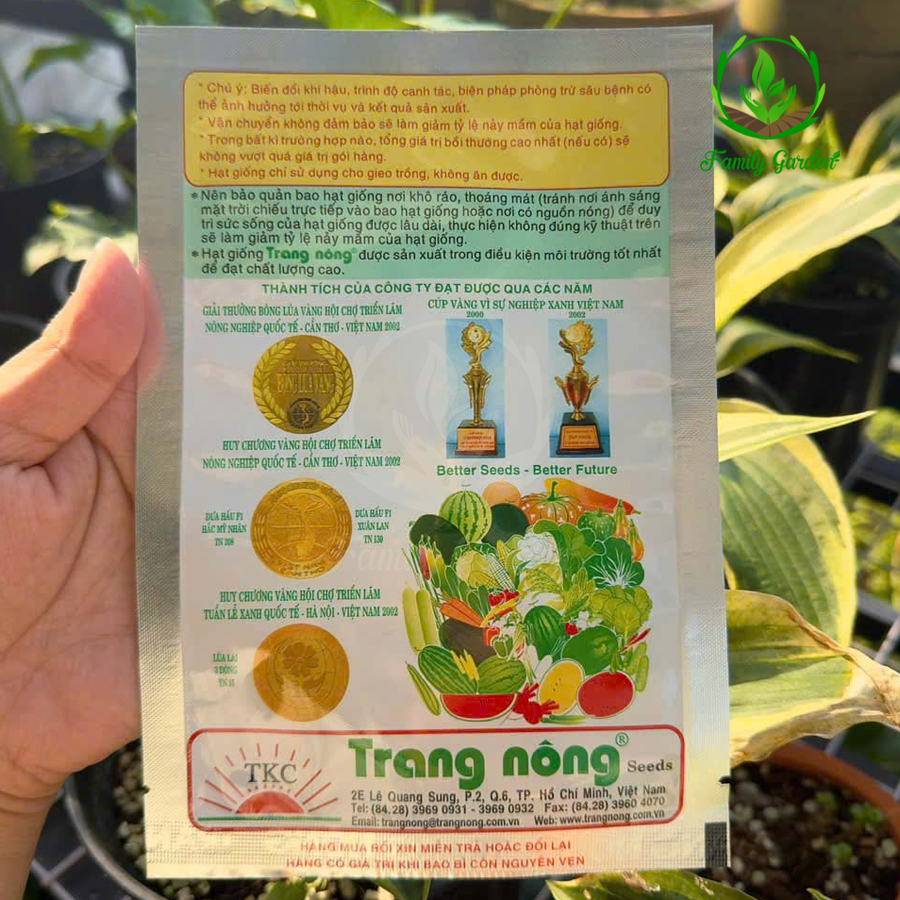 Family Garden
* Chú ý: Biến đổi khí hậu, trình độ canh tác, biện pháp phòng trừ sâu bệnh có
thể ảnh hưởng tới thời vụ và kết quả sản xuất.
* Vận chuyển không đảm bảo sẽ làm giảm tỷ lệ nảy mầm của hạt giống.
* Trong bất kì trường hợp nào, tổng giá trị bồi thường cao nhất (nếu có) sẽ
không vượt quá giá trị gói hàng.
* Hạt giống chỉ sử dụng cho gieo trồng, không ăn được.
* Nên bảo quản bao hạt giống nơi khô ráo, thoáng mát (tránh nơi ánh sáng
mặt trời chiếu trực tiếp vào bao hạt giống hoặc nơi có nguồn nóng) để duy
trì sức sống của hạt giống được lâu dài, thực hiện không đúng kỹ thuật trên
sẽ làm giảm tỷ lệ nảy mầm của hạt giống.
* Hạt giống Trang nông® được sản xuất trong điều kiện môi trường tốt nhất
để đạt chất lượng cao.
THÀNH TÍCH CỦA CÔNG TY ĐẠT ĐƯỢC QUA CÁC NĂM
GIẢI THƯỞNG BÔNG LÚA VÀNG HỘI CHỢ TRIỂN LÃM
NÔNG NGHIỆP QUỐC TẾ - CẦN THƠ - VIỆT NAM 2002
CÚP VÀNG VÌ SỰ NGHIỆP XANH VIỆT NAM
2000
2002
HUY CHƯƠNG VÀNG HỘI CHỢ TRIỂN LÃM
NÔNG NGHIỆP QUỐC TẾ - CẦN THƠ - VIỆT NAM 2002
Better Seeds - Better Future
DƯA HẤU F1
HẮC MỸ NHÂN
TN 308
DƯA HẤU F1
XUÂN LAN
TN 130
HUY CHƯƠNG VÀNG HỘI CHỢ TRIỂN LÃM
TUẦN LỄ XANH QUỐC TẾ - HÀ NỘI - VIỆT NAM 2002
LÚA LAI
3 DÒNG
TN 15
TKC
Trang nông® Seeds
2E Lê Quang Sung, P.2, Q.6, TP. Hồ Chí Minh, Việt Nam
Tel: (84.28) 3969 0931 - 3969 0932 Fax: (84.28) 3960 4070
Email: trangnong@trangnong.com.vn Web: www.trangnong.com.vn
HÀNG MUA RỒI XIN MIỄN TRẢ HOẶC ĐỔI LẠI
HÀNG CÓ GIÁ TRỊ KHI BAO BÌ CÒN NGUYÊN VẸN